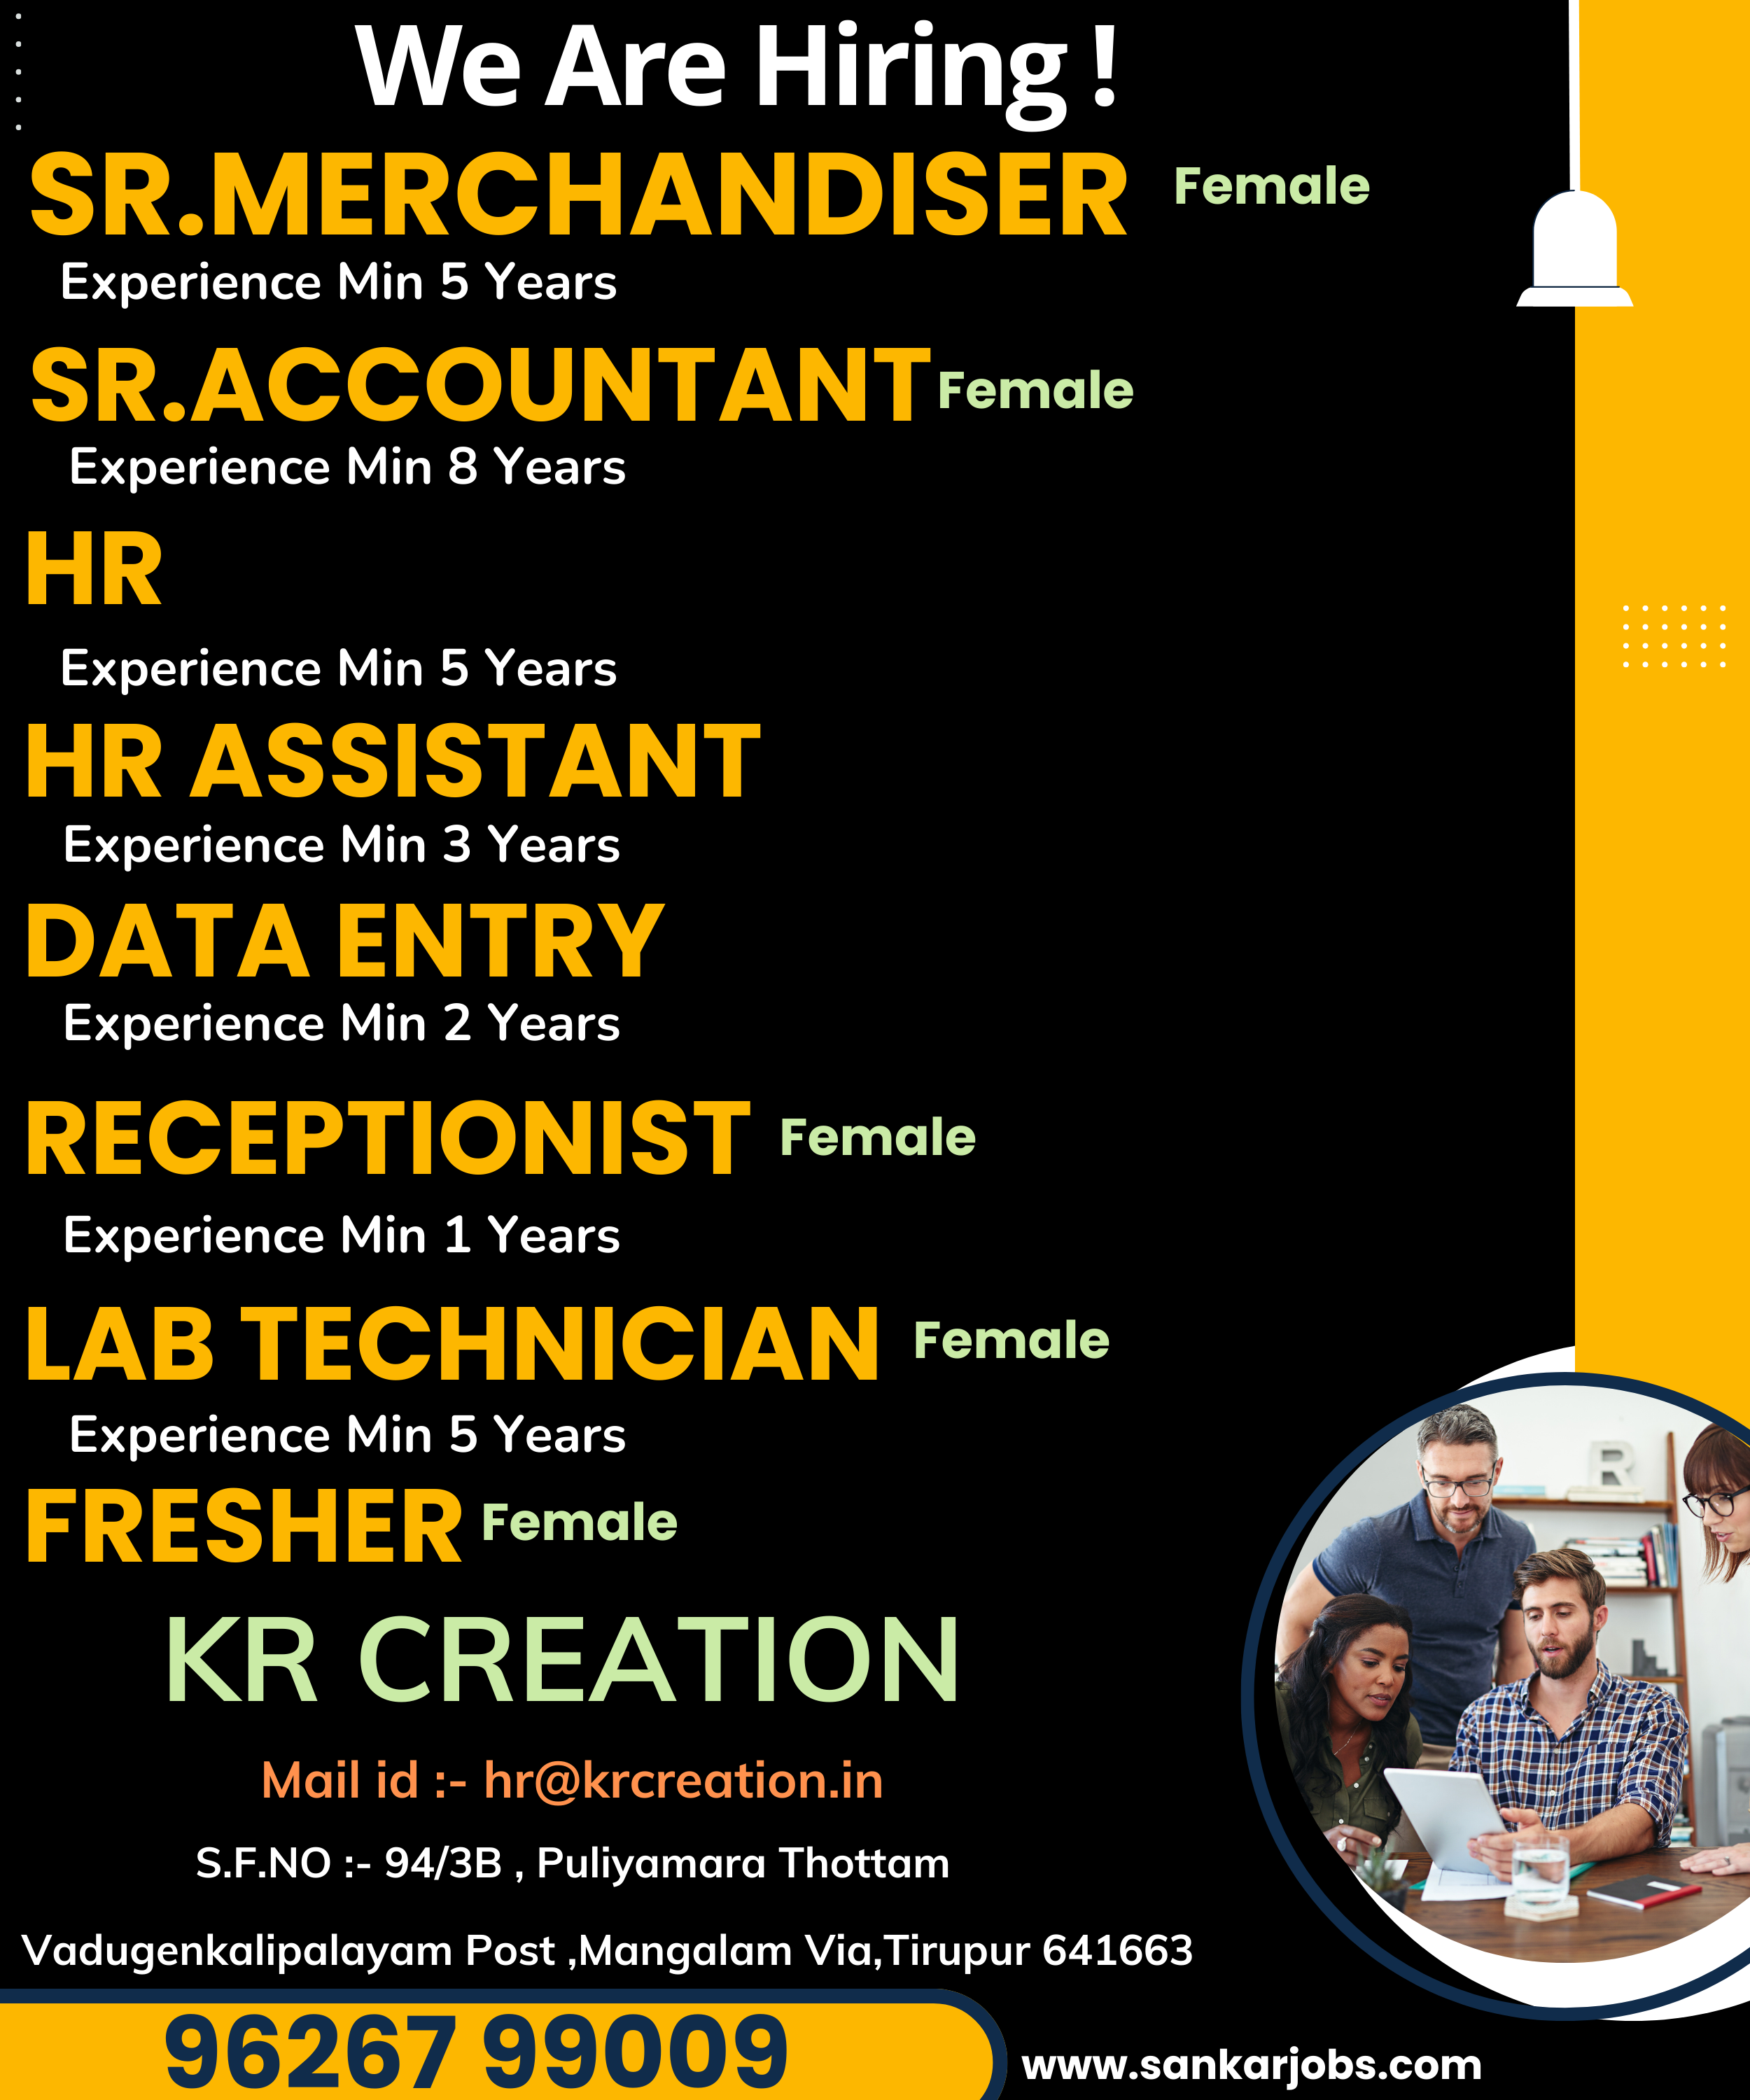 We Are Hiring !
SR.MERCHANDISER Female
Experience Min 5 Years
SR.ACCOUNTANT Female
Experience Min 8 Years
HR
Experience Min 5 Years
HR ASSISTANT
Experience Min 3 Years
DATA ENTRY
Experience Min 2 Years
RECEPTIONIST Female
Experience Min 1 Years
LAB TECHNICIAN Female
Experience Min 5 Years
FRESHER Female
R
KR CREATION
Mail id :- hr@krcreation.in
S.F.NO :- 94/3B , Puliyamara Thottam
Vadugenkalipalayam Post ,Mangalam Via,Tirupur 641663
96267 99009
www.sankarjobs.com